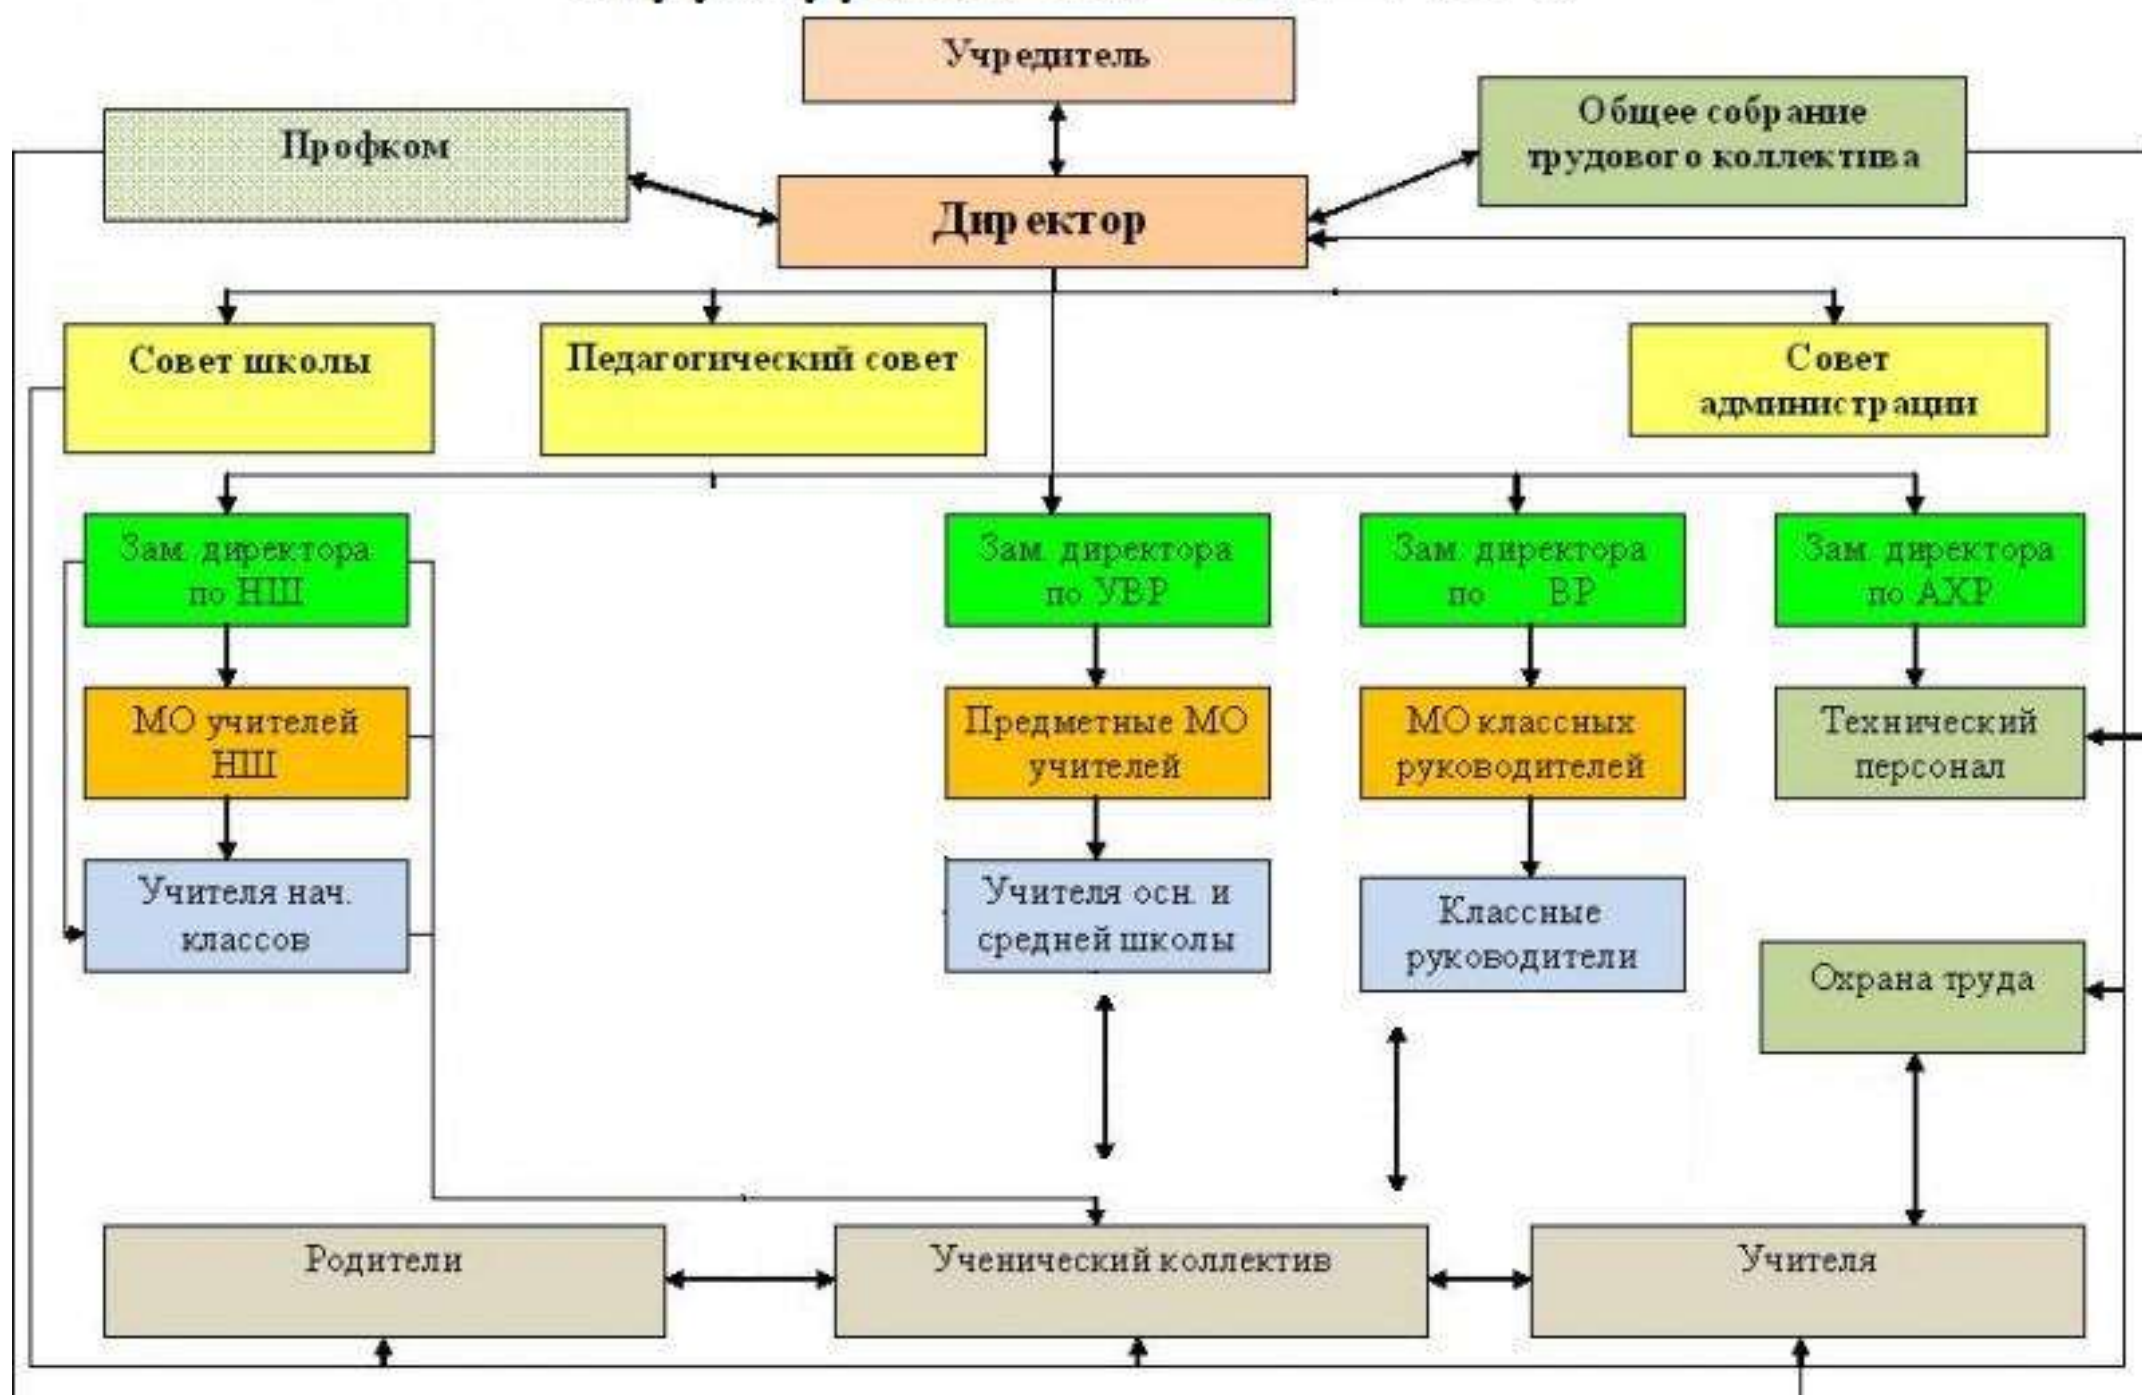 Учредитель
Профком
Общее собрание
трудового коллектива
Директор
Совет школы
Педагогический совет
Совет
администрации
Зам. директора
по НШ
Зам. директора
по УВР
Зам. директора
по ВР
Зам. директора
по АХР
МО учителей
НШ
Предметные МО
учителей
МО классных
руководителей
Технический
персонал
Учителя нач.
классов
Учителя осн. и
средней школы
Классные
руководители
Охрана труда
Родители
Ученический коллектив
Учителя